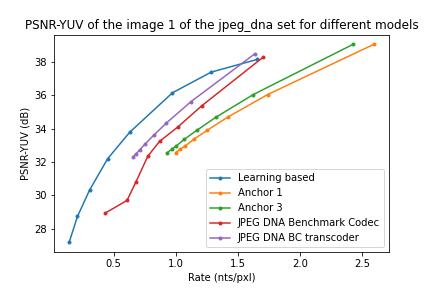 PSNR-YUV of the image 1 of the jpeg_dna set for different models
PSNR-YUV (dB)
38
36
34
32
30
28
Learning based
Anchor 1
Anchor 3
JPEG DNA Benchmark Codec
JPEG DNA BC transcoder
0.5 1.0 1.5 2.0 2.5
Rate (nts/pxl)